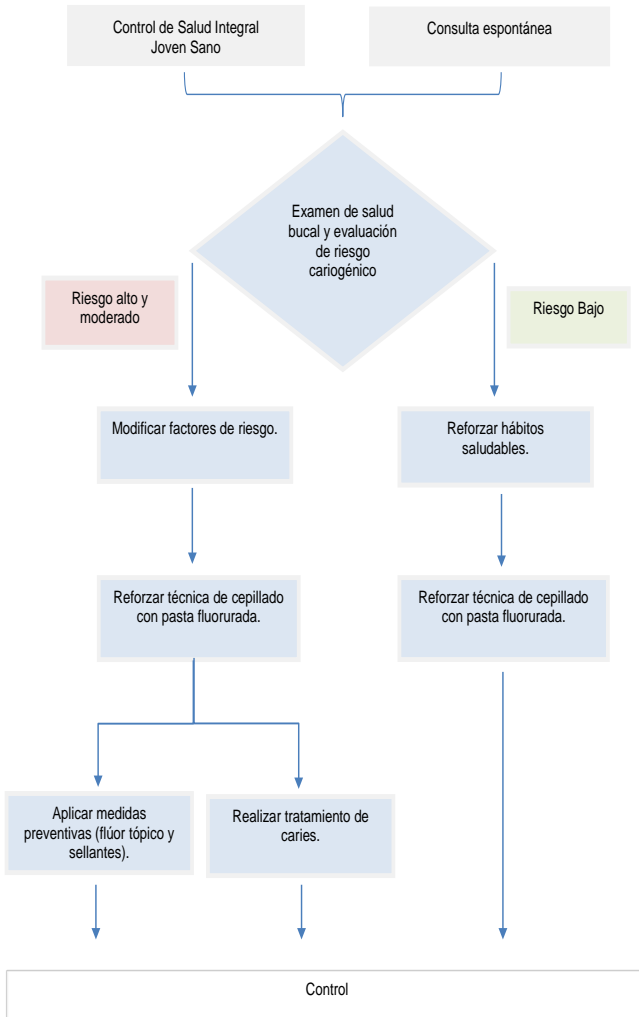 Control de Salud Integral
Joven Sano
Consulta espontánea
Examen de salud
bucal y evaluación
de riesgo
cariogénico
Riesgo alto y
moderado
Riesgo Bajo
Modificar factores de riesgo.
Reforzar hábitos
saludables.
Reforzar técnica de cepillado
con pasta fluorurada.
Reforzar técnica de cepillado
con pasta fluorurada.
Aplicar medidas
preventivas (flúor tópico y
sellantes).
Realizar tratamiento de
caries.
Control